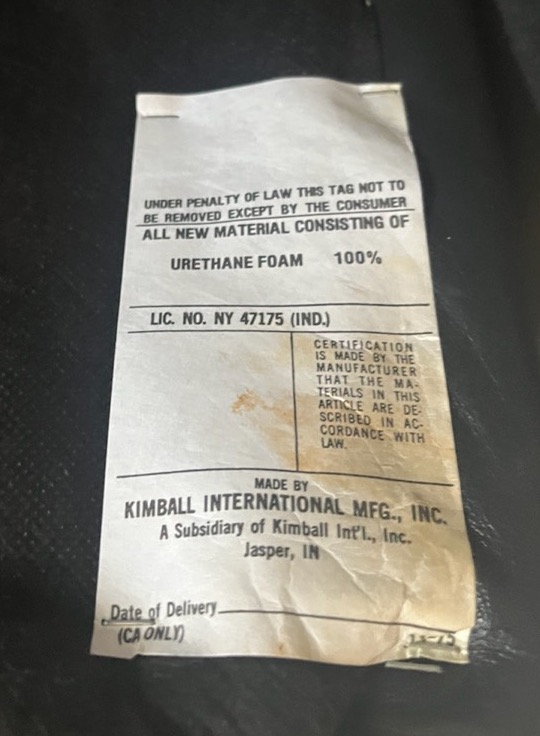 UNDER PENALTY OF LAW THIS TAG NOT TO
BE REMOVED EXCEPT BY THE CONSUMER
ALL NEW MATERIAL CONSISTING OF
URETHANE FOAM 100%
LIC. NO. NY 47175 (IND.)
CERTIFICATION
IS MADE BY THE
MANUFACTURER
THAT THE MA-
TERIALS IN THIS
ARTICLE ARE DE-
SCRIBED IN AC-
CORDANCE WITH
LAW.
MADE BY
KIMBALL INTERNATIONAL MFG., INC.
A Subsidiary of Kimball Int'l., Inc.
Jasper, IN
Date of Delivery
(CA ONLY)